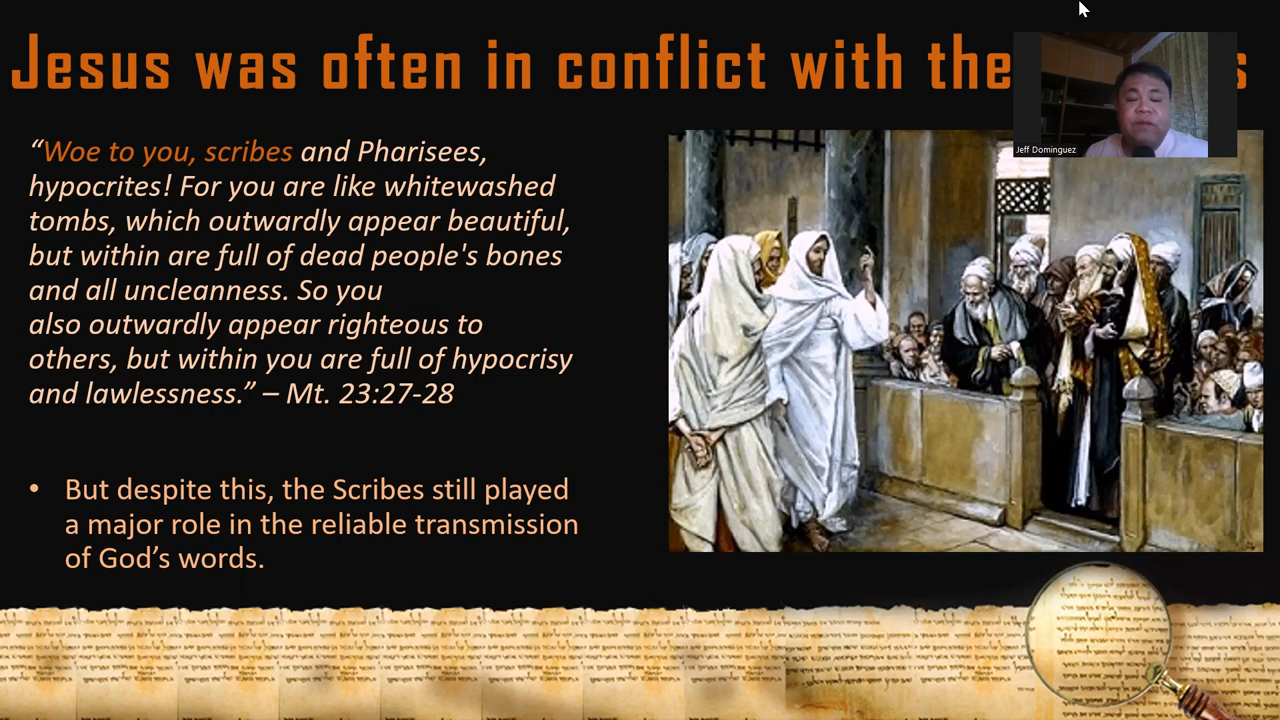 Jesus was often in conflict with the
Jeff Dominguez
“Woe to you, scribes and Pharisees,
hypocrites! For you are like whitewashed
tombs, which outwardly appear beautiful,
but within are full of dead people's bones
and all uncleanness. So you
also outwardly appear righteous to
others, but within you are full of hypocrisy
and lawlessness.” – Mt. 23:27-28
• But despite this, the Scribes still played
a major role in the reliable transmission
of God’s words.